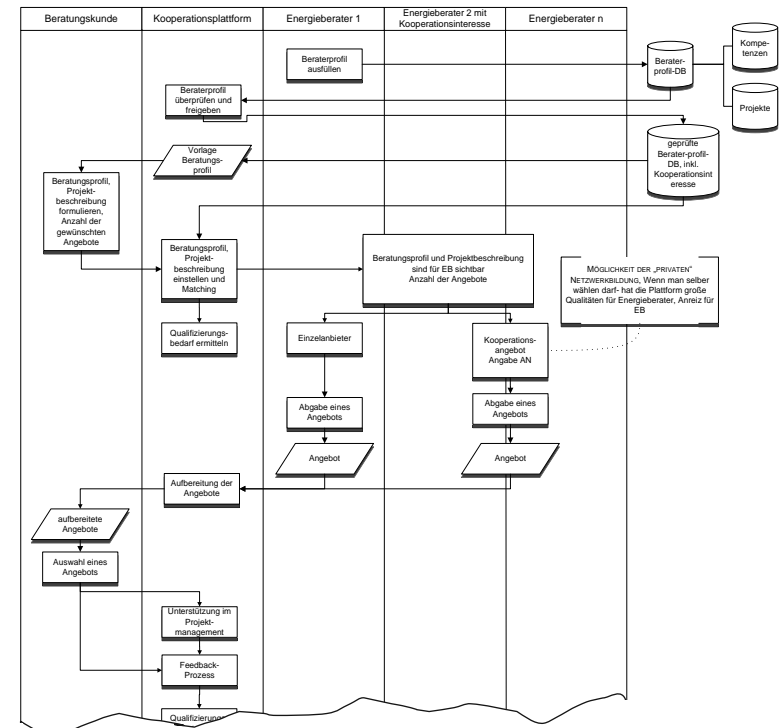 Beratungskunde
Kooperationsplattform
Energieberater 1
Energieberater 2 mit
Kooperationsinteresse
Energieberater n
Beraterprofil
ausfüllen
Berater-
profil-DB
Kompe-
tenzen
Projekte
Beraterprofil
überprüfen und
freigeben
geprüfte
Berater-profil-
DB, inkl.
Kooperationsint
eresse
Vorlage
Beratungs-
profil
Beratungsprofil,
Projekt-
beschreibung
formulieren,
Anzahl der
gewünschten
Angebote
Beratungsprofil,
Projekt-
beschreibung
einstellen und
Matching
Beratungsprofil und Projektbeschreibung
sind für EB sichtbar
Anzahl der Angebote
MÖGLICHKEIT DER „PRIVATEN“
NETZWERKBILDUNG, Wenn man selber
wählen darf- hat die Plattform große
Qualitäten für Energieberater, Anreiz für
EB
Qualifizierungs-
bedarf ermitteln
Einzelanbieter
Kooperations-
angebot
Angabe AN
Abgabe eines
Angebots
Abgabe eines
Angebots
Angebot
Angebot
Aufbereitung der
Angebote
aufbereitete
Angebote
Auswahl eines
Angebots
Unterstützung im
Projekt-
management
Feedback-
Prozess